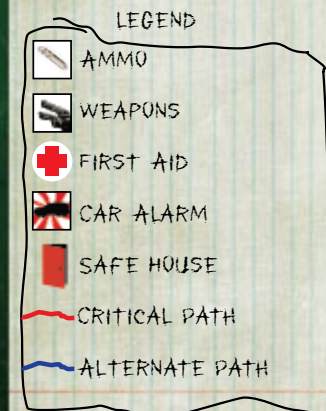 LEGEND
AMMO
WEAPONS
FIRST AID
CAR ALARM
SAFE HOUSE
CRITICAL PATH
ALTERNATE PATH